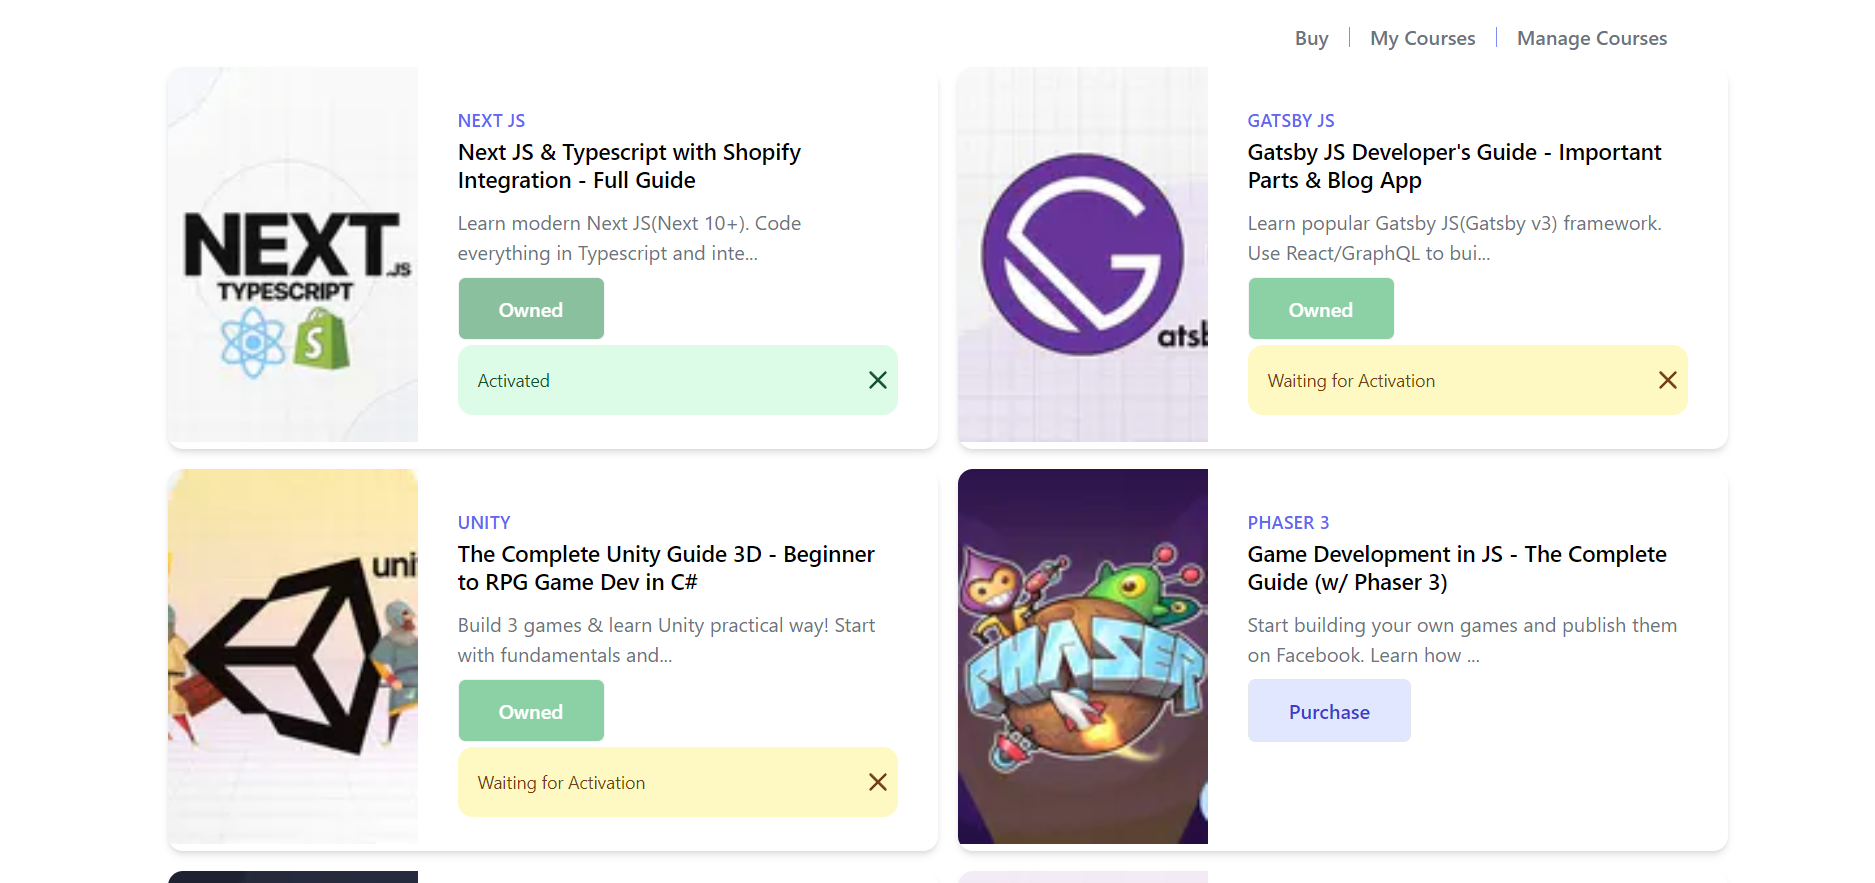 Buy
My Courses
Manage Courses
NEXT.JS
TYPESCRIPT
S
NEXT JS
Next JS & Typescript with Shopify
Integration - Full Guide
Learn modern Next JS(Next 10+). Code
everything in Typescript and inte...
Owned
Activated
G
atsb
GATSBY JS
Gatsby JS Developer's Guide - Important
Parts & Blog App
Learn popular Gatsby JS(Gatsby v3) framework.
Use React/GraphQL to bui...
Owned
Waiting for Activation
uni
UNITY
The Complete Unity Guide 3D - Beginner
to RPG Game Dev in C#
Build 3 games & learn Unity practical way! Start
with fundamentals and...
Owned
Waiting for Activation
PHASER
PHASER 3
Game Development in JS - The Complete
Guide (w/ Phaser 3)
Start building your own games and publish them
on Facebook. Learn how ...
Purchase